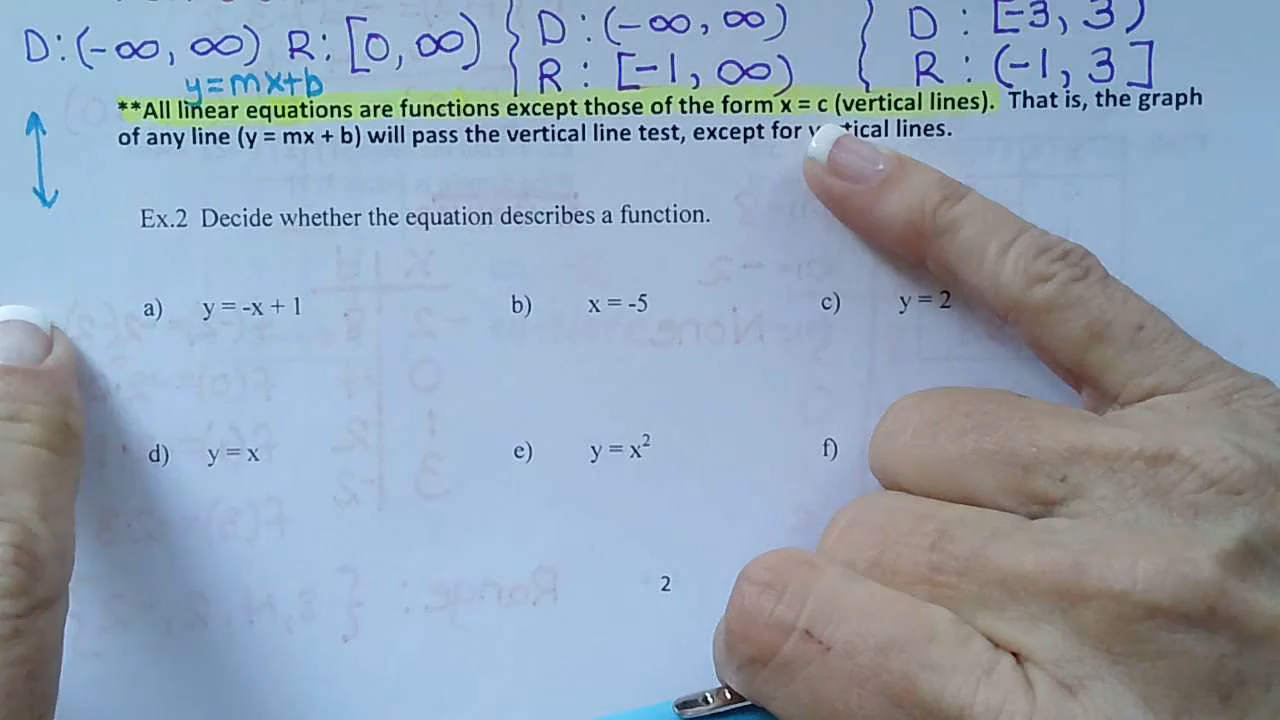 D:(-∞, ∞) R: [0, ∞) { D : (-∞, ∞) { D : [-3, 3)
R : [-1, ∞) R : (-1, 3]
y=mx+b
**All linear equations are functions except those of the form x = c (vertical lines). That is, the graph
of any line (y = mx + b) will pass the vertical line test, except for vertical lines.
Ex.2 Decide whether the equation describes a function.
a) y = -x + 1 b) x = -5 c) y = 2
d) y = x e) y = x² f)
2